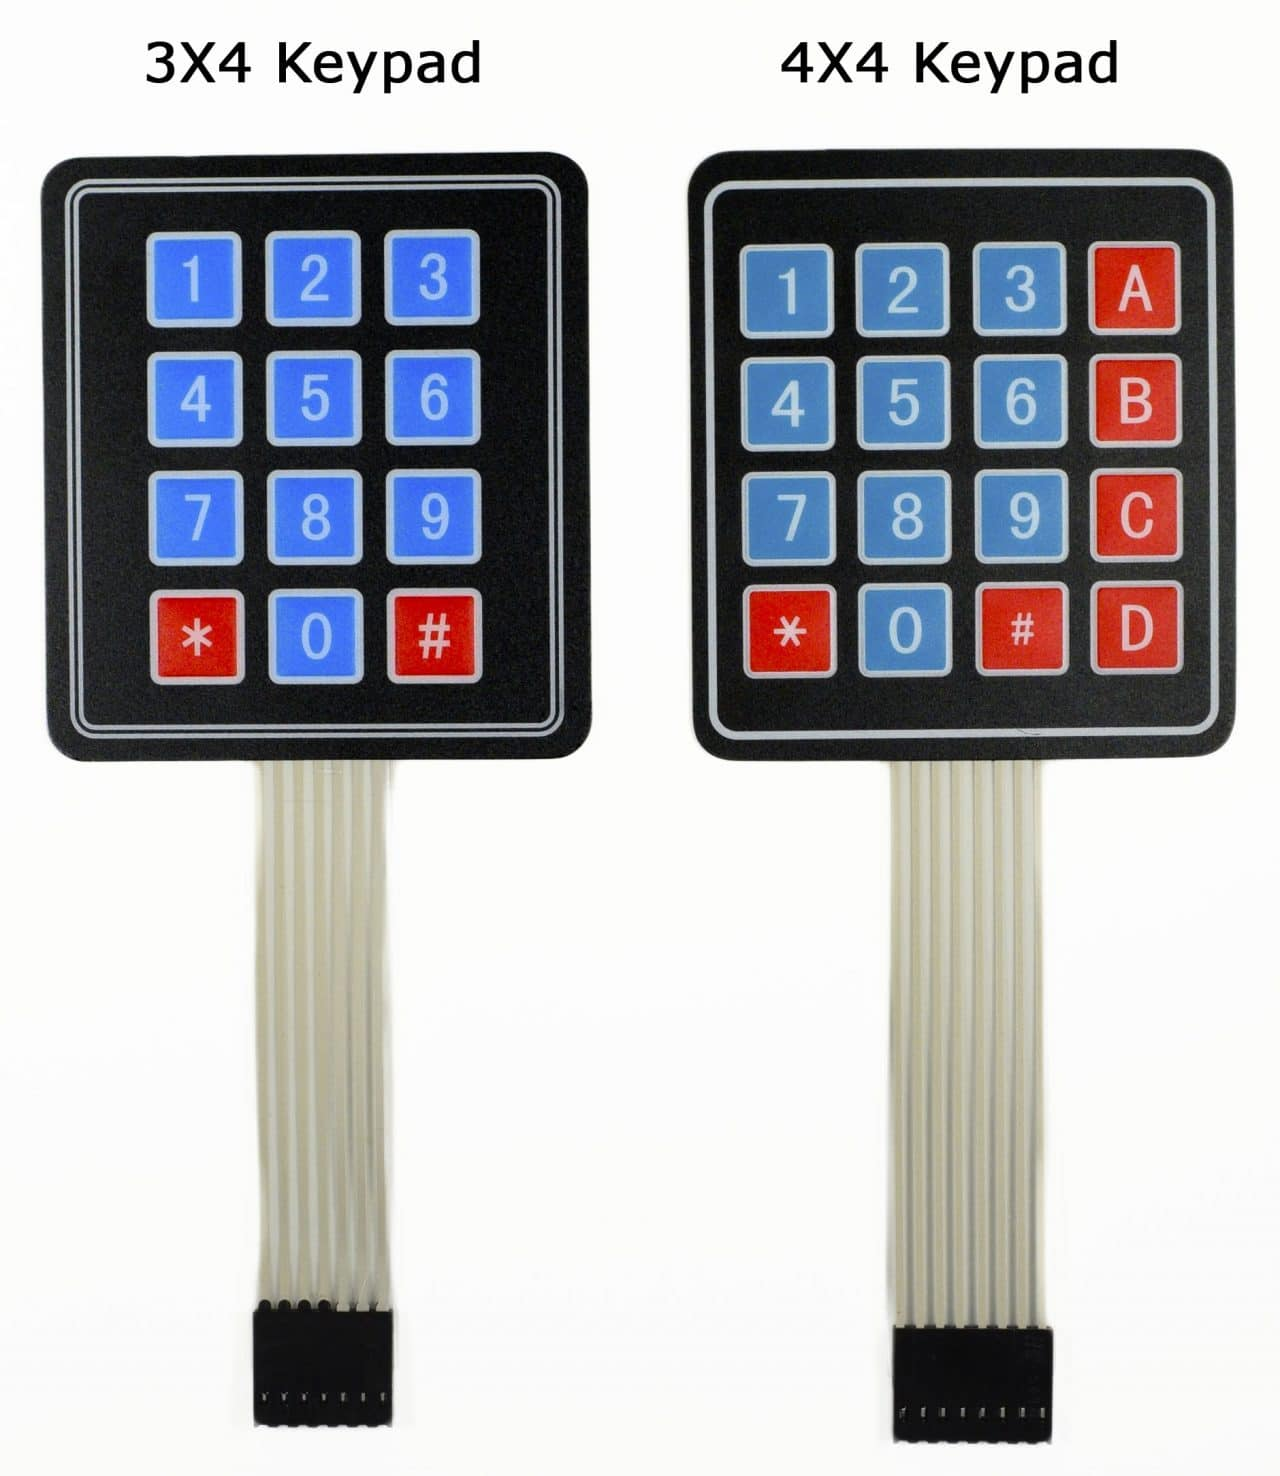 3X4 Keypad
1 2 3
4 5 6
7 8 9
* 0 #
4X4 Keypad
1 2 3 A
4 5 6 B
7 8 9 C
* 0 # D